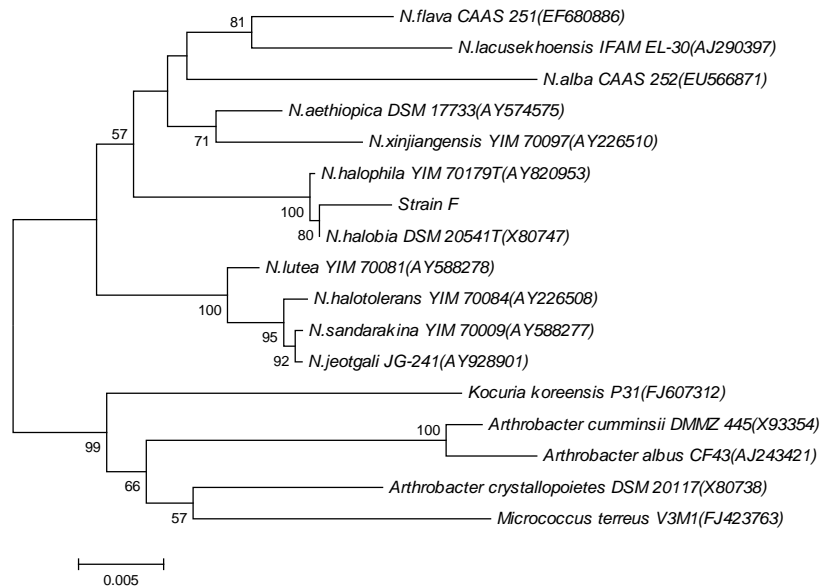 81
N.flava CAAS 251(EF680886)
N.lacusekhoensis IFAM EL-30(AJ290397)
N.alba CAAS 252(EU566871)
N.aethiopica DSM 17733(AY574575)
71
N.xinjiangensis YIM 70097(AY226510)
57
N.halophila YIM 70179T(AY820953)
100
Strain F
80
N.halobia DSM 20541T(X80747)
N.lutea YIM 70081(AY588278)
100
N.halotolerans YIM 70084(AY226508)
95
N.sandarakina YIM 70009(AY588277)
92
N.jeotgali JG-241(AY928901)
Kocuria koreensis P31(FJ607312)
99
100
Arthrobacter cumminsii DMMZ 445(X93354)
Arthrobacter albus CF43(AJ243421)
66
Arthrobacter crystallopoietes DSM 20117(X80738)
57
Micrococcus terreus V3M1(FJ423763)
0.005